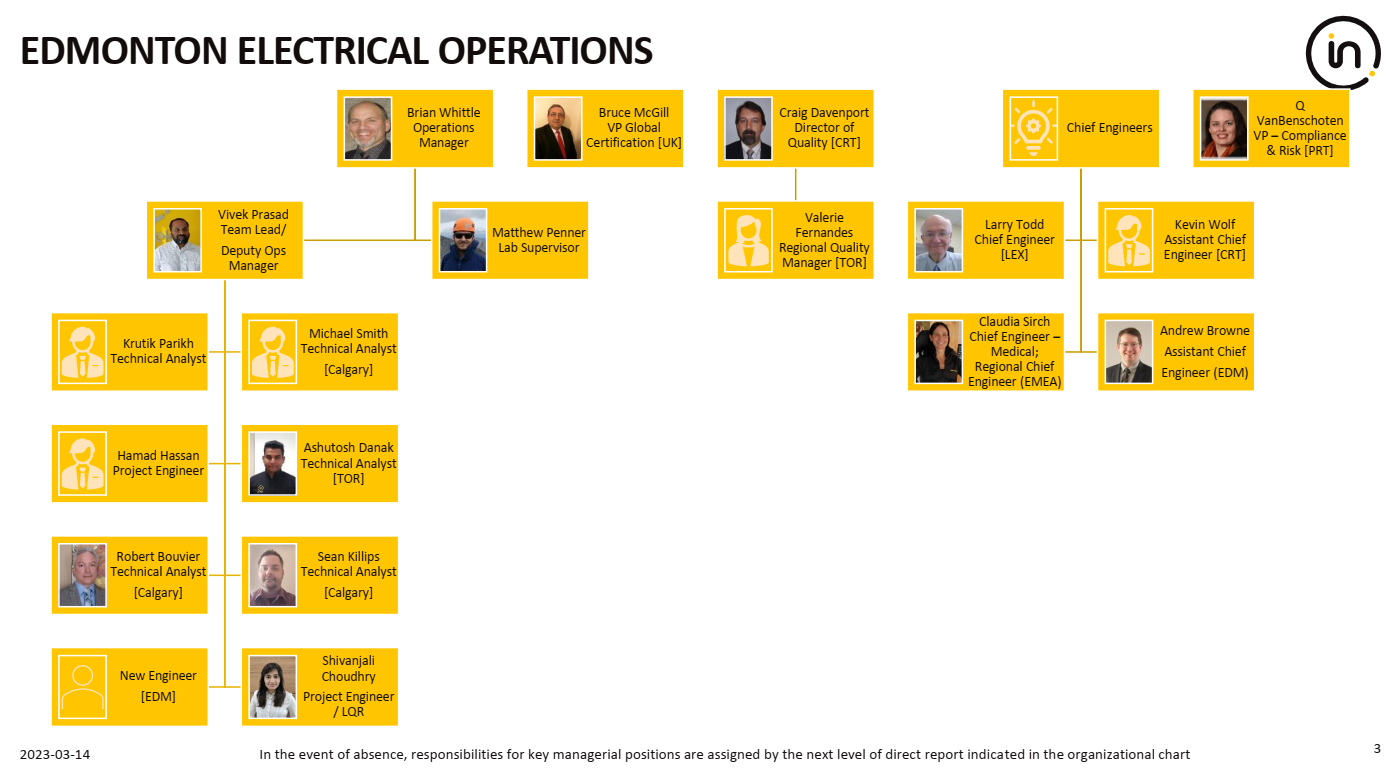 EDMONTON ELECTRICAL OPERATIONS
in
Brian Whittle
Operations
Manager
Bruce McGill
VP Global
Certification [UK]
Craig Davenport
Director of
Quality [CRT]
Chief Engineers
Q
VanBenschoten
VP – Compliance
& Risk [PRT]
Vivek Prasad
Team Lead/
Deputy Ops
Manager
Matthew Penner
Lab Supervisor
Valerie
Fernandes
Regional Quality
Manager [TOR]
Larry Todd
Chief Engineer
[LEX]
Kevin Wolf
Assistant Chief
Engineer [CRT]
Krutik Parikh
Technical Analyst
Michael Smith
Technical Analyst
[Calgary]
Claudia Sirch
Chief Engineer –
Medical;
Regional Chief
Engineer (EMEA)
Andrew Browne
Assistant Chief
Engineer (EDM)
Hamad Hassan
Project Engineer
Ashutosh Danak
Technical Analyst
[TOR]
Robert Bouvier
Technical Analyst
[Calgary]
Sean Killips
Technical Analyst
[Calgary]
New Engineer
[EDM]
Shivanjali
Choudhry
Project Engineer
/ LQR
2023-03-14
In the event of absence, responsibilities for key managerial positions are assigned by the next level of direct report indicated in the organizational chart
3